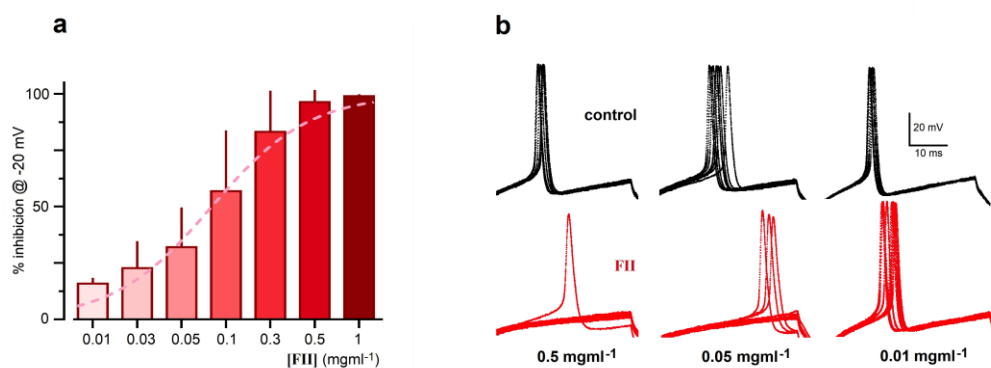 a
% inhibición @ -20 mV
100
50
0
0.01 0.03 0.05 0.1 0.3 0.5 1
[FII] (mgml-1)
b
control
20 mV
10 ms
FII
0.5 mgml-1 0.05 mgml-1 0.01 mgml-1